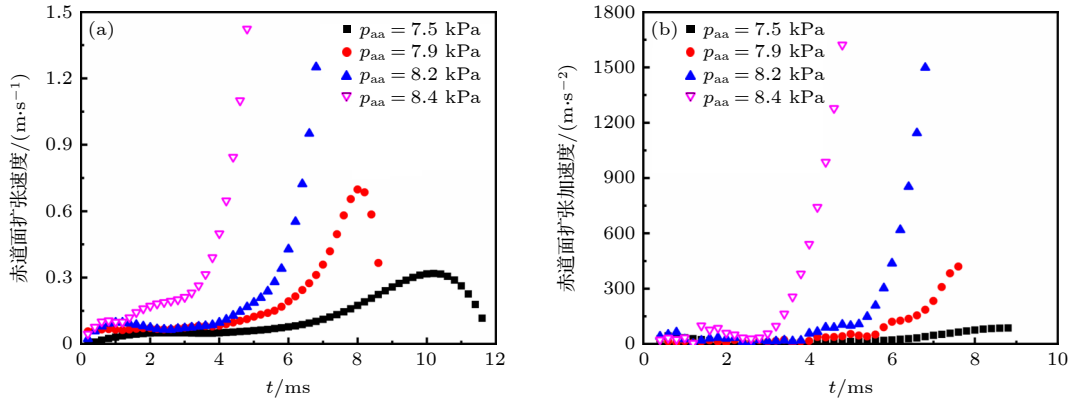 (a)
p_aa = 7.5 kPa
p_aa = 7.9 kPa
p_aa = 8.2 kPa
p_aa = 8.4 kPa
赤道面扩张速度/(m·s⁻¹)
1.5
1.2
0.9
0.6
0.3
0
0 2 4 6 8 10 12
t/ms
(b)
p_aa = 7.5 kPa
p_aa = 7.9 kPa
p_aa = 8.2 kPa
p_aa = 8.4 kPa
赤道面扩张加速度/(m·s⁻²)
1800
1500
1200
900
600
300
0
0 2 4 6 8 10
t/ms